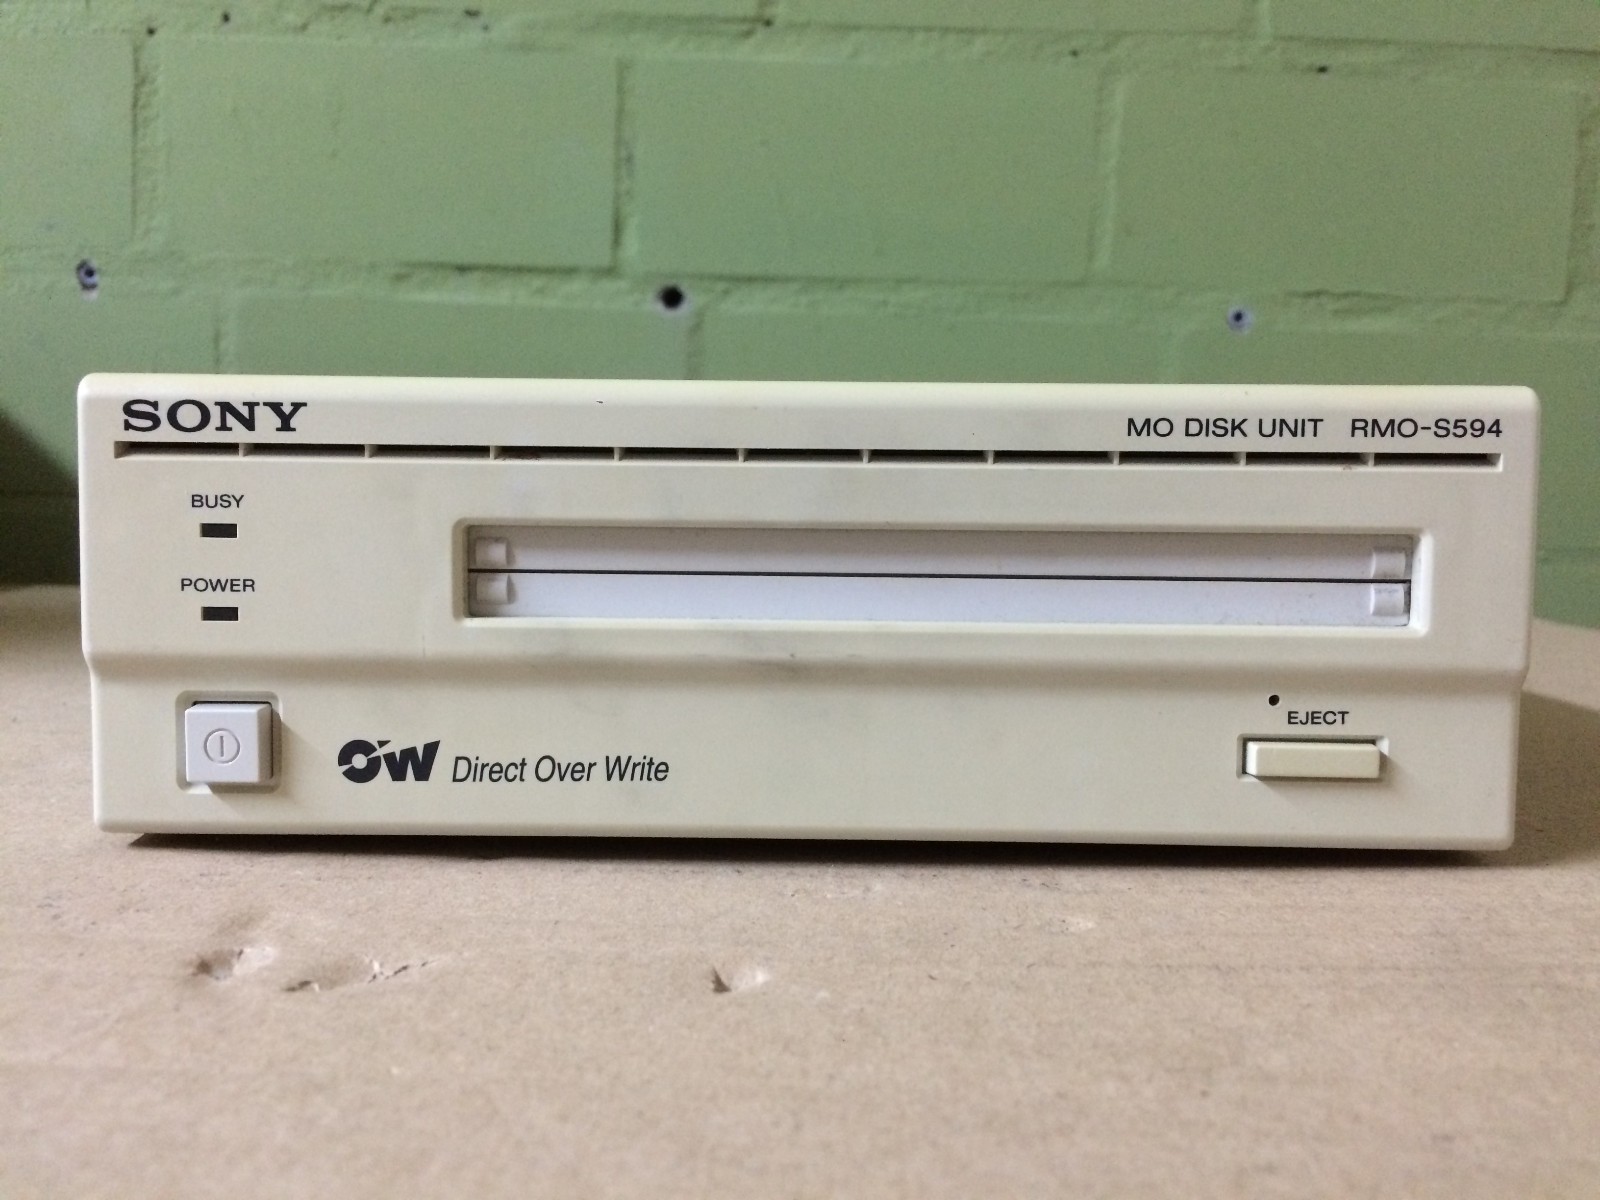 SONY
MO DISK UNIT RMO-S594
BUSY
POWER
EJECT
OW Direct Over Write